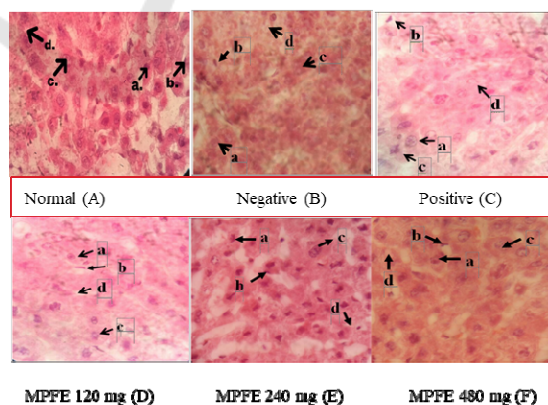 d.
c.
a.
b.
b
d
c
a
b
d
a
c
Normal (A)
Negative (B)
Positive (C)
a
b
d
a
c
h
d
b
c
a
d
MPFE 120 mg (D)
MPFE 240 mg (E)
MPFE 480 mg (F)